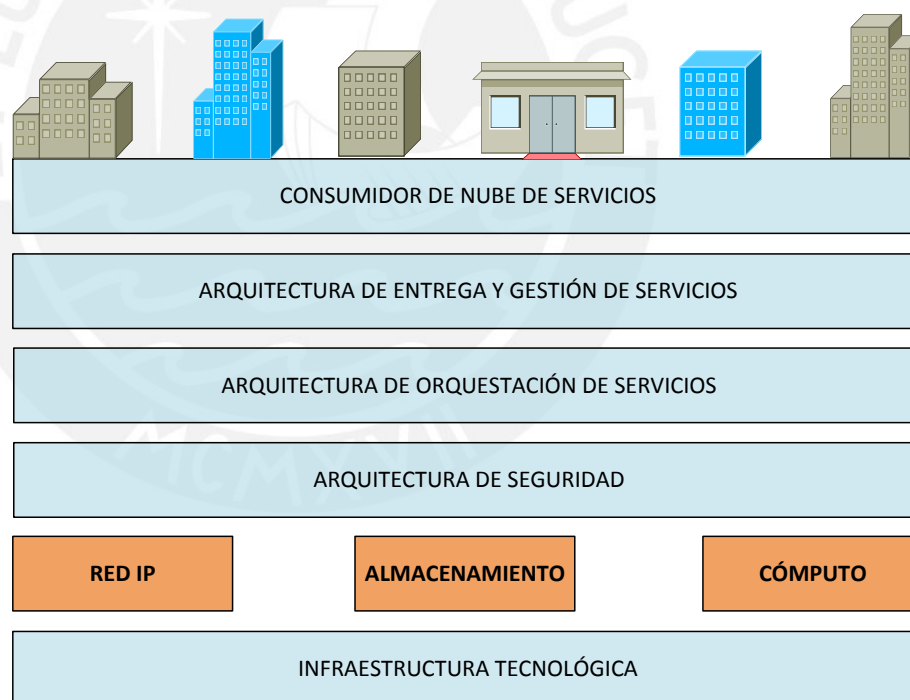 CONSUMIDOR DE NUBE DE SERVICIOS
ARQUITECTURA DE ENTREGA Y GESTIÓN DE SERVICIOS
ARQUITECTURA DE ORQUESTACIÓN DE SERVICIOS
MCMXVII
ARQUITECTURA DE SEGURIDAD
RED IP
ALMACENAMIENTO
CÓMPUTO
INFRAESTRUCTURA TECNOLÓGICA